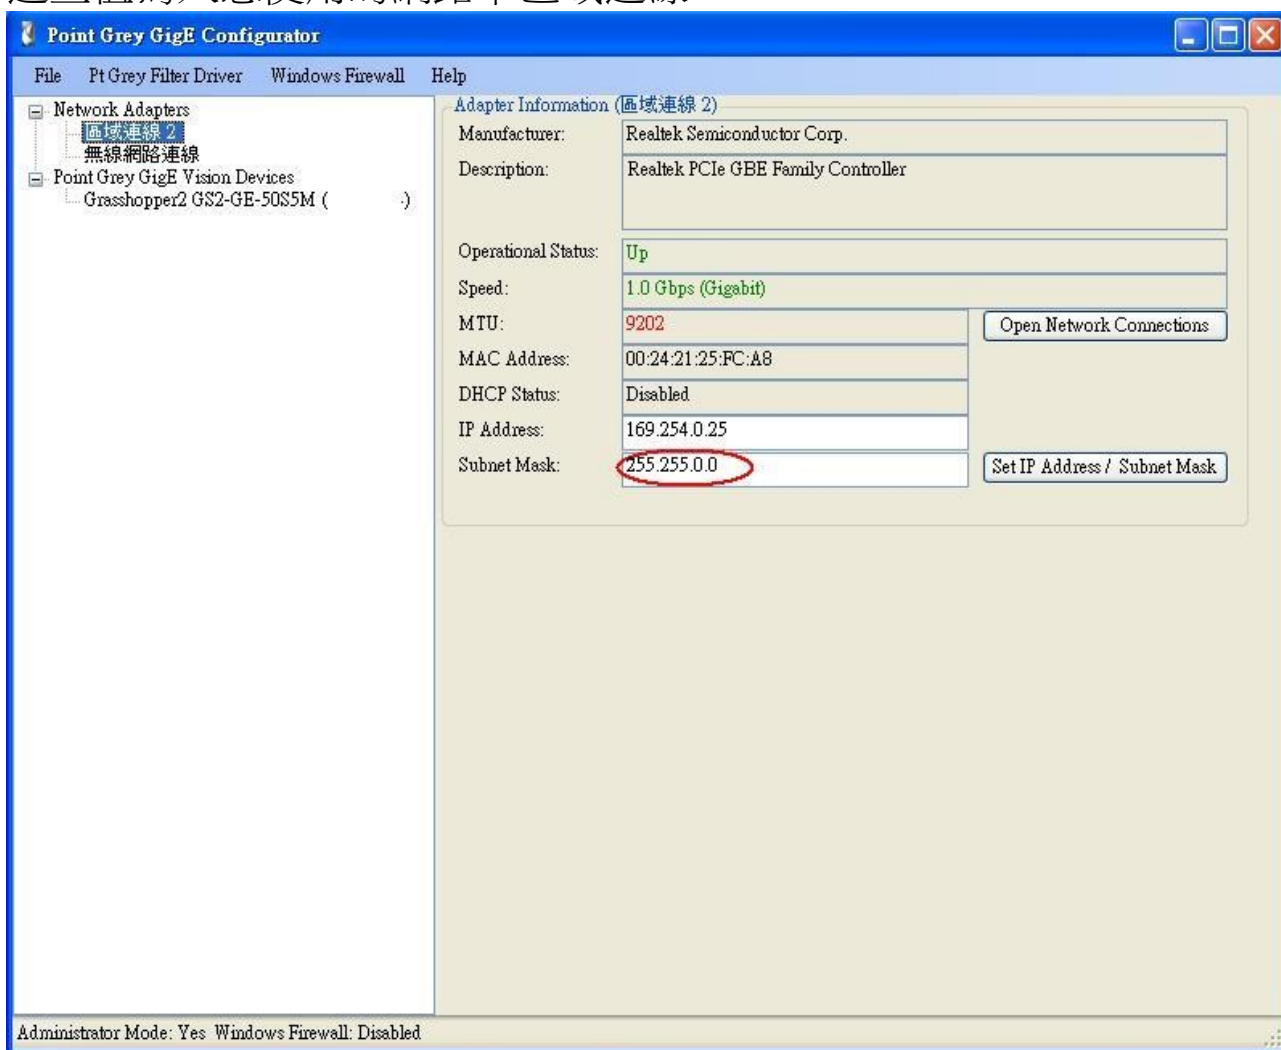 Point Grey GigE Configurator
File Pt Grey Filter Driver Windows Firewall Help
Network Adapters
區域連線 2
無線網路連線
Point Grey GigE Vision Devices
Grasshopper2 GS2-GE-50S5M ( )
Adapter Information (區域連線 2)
Manufacturer: Realtek Semiconductor Corp.
Description: Realtek PCIe GBE Family Controller
Operational Status: Up
Speed: 1.0 Gbps (Gigabit)
MTU: 9202 Open Network Connections
MAC Address: 00:24:21:25:FC:A8
DHCP Status: Disabled
IP Address: 169.254.0.25
Subnet Mask: 255.255.0.0 Set IP Address / Subnet Mask
Administrator Mode: Yes Windows Firewall: Disabled